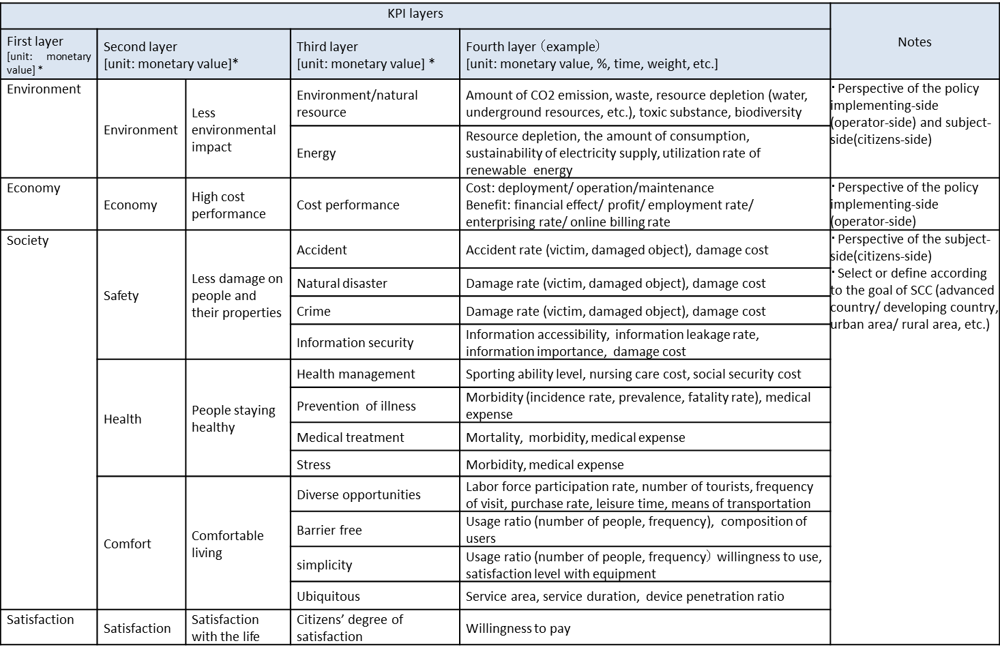 KPI layers
Notes
First layer
[unit: monetary
value] *
Second layer
[unit: monetary value]*
Third layer
[unit: monetary value] *
Fourth layer （example）
[unit: monetary value, %, time, weight, etc.]
Environment
Environment
Less
environmental
impact
Environment/natural
resource
Amount of CO2 emission, waste, resource depletion (water,
underground resources, etc.), toxic substance, biodiversity
Energy
Resource depletion, the amount of consumption,
sustainability of electricity supply, utilization rate of
renewable energy
・Perspective of the policy
implementing-side
(operator-side) and subject-
side(citizens-side)
Economy
Economy
High cost
performance
Cost performance
Cost: deployment/ operation/maintenance
Benefit: financial effect/ profit/ employment rate/
enterprising rate/ online billing rate
・Perspective of the policy
implementing-side
(operator-side)
Society
Safety
Less damage on
people and
their properties
Accident
Accident rate (victim, damaged object), damage cost
Natural disaster
Damage rate (victim, damaged object), damage cost
Crime
Damage rate (victim, damaged object), damage cost
Information security
Information accessibility, information leakage rate,
information importance, damage cost
・Perspective of the subject-
side(citizens-side)
・Select or define according
to the goal of SCC (advanced
country/ developing country,
urban area/ rural area, etc.)
Health
People staying
healthy
Health management
Sporting ability level, nursing care cost, social security cost
Prevention of illness
Morbidity (incidence rate, prevalence, fatality rate), medical
expense
Medical treatment
Mortality, morbidity, medical expense
Stress
Morbidity, medical expense
Comfort
Comfortable
living
Diverse opportunities
Labor force participation rate, number of tourists, frequency
of visit, purchase rate, leisure time, means of transportation
Barrier free
Usage ratio (number of people, frequency), composition of
users
simplicity
Usage ratio (number of people, frequency） willingness to use,
satisfaction level with equipment
Ubiquitous
Service area, service duration, device penetration ratio
Satisfaction
Satisfaction
Satisfaction
with the life
Citizens’ degree of
satisfaction
Willingness to pay